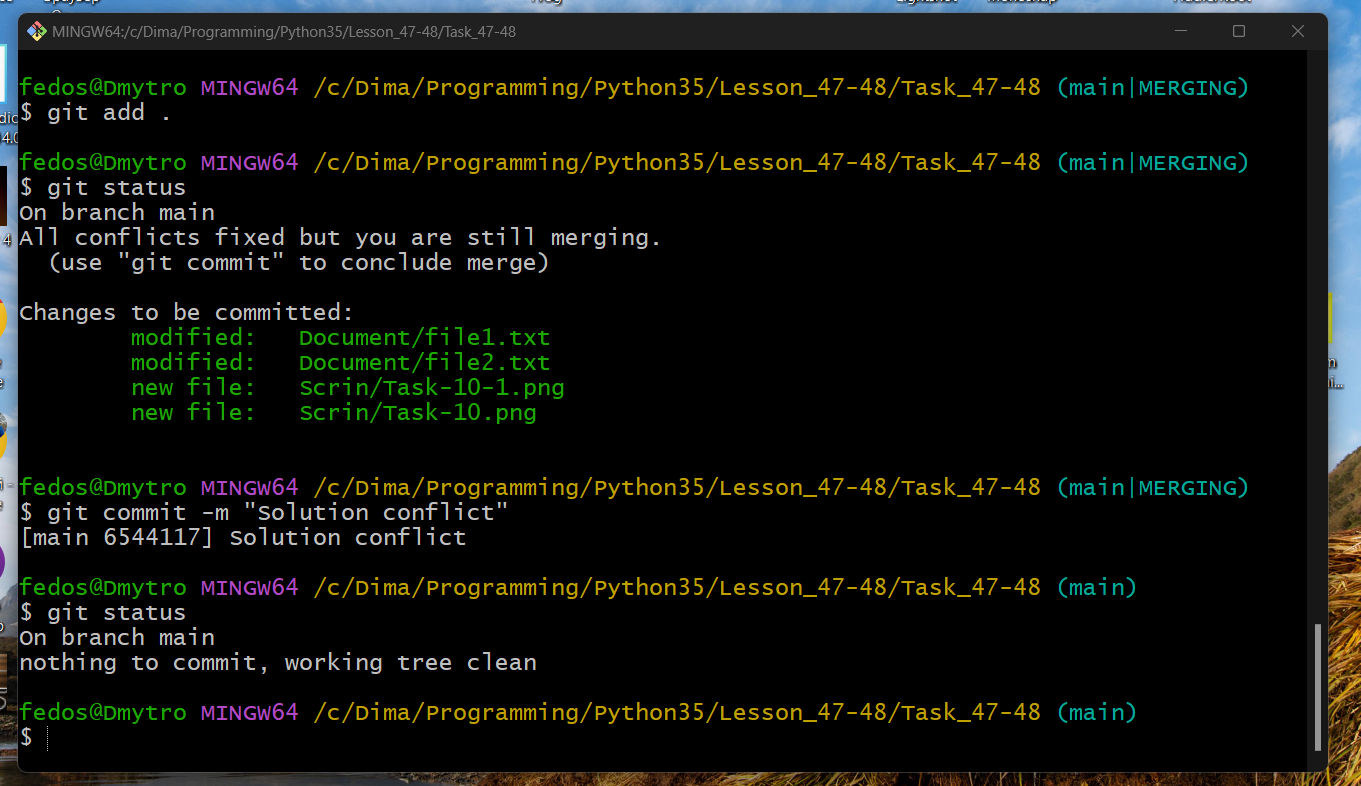 MINGW64:/c/Dima/Programming/Python35/Lesson_47-48/Task_47-48
fedos@Dmytro MINGW64 /c/Dima/Programming/Python35/Lesson_47-48/Task_47-48 (main|MERGING)
$ git add .
fedos@Dmytro MINGW64 /c/Dima/Programming/Python35/Lesson_47-48/Task_47-48 (main|MERGING)
$ git status
On branch main
All conflicts fixed but you are still merging.
(use "git commit" to conclude merge)
Changes to be committed:
modified: Document/file1.txt
modified: Document/file2.txt
new file: Scrin/Task-10-1.png
new file: Scrin/Task-10.png
fedos@Dmytro MINGW64 /c/Dima/Programming/Python35/Lesson_47-48/Task_47-48 (main|MERGING)
$ git commit -m "Solution conflict"
[main 6544117] Solution conflict
fedos@Dmytro MINGW64 /c/Dima/Programming/Python35/Lesson_47-48/Task_47-48 (main)
$ git status
On branch main
nothing to commit, working tree clean
fedos@Dmytro MINGW64 /c/Dima/Programming/Python35/Lesson_47-48/Task_47-48 (main)
$